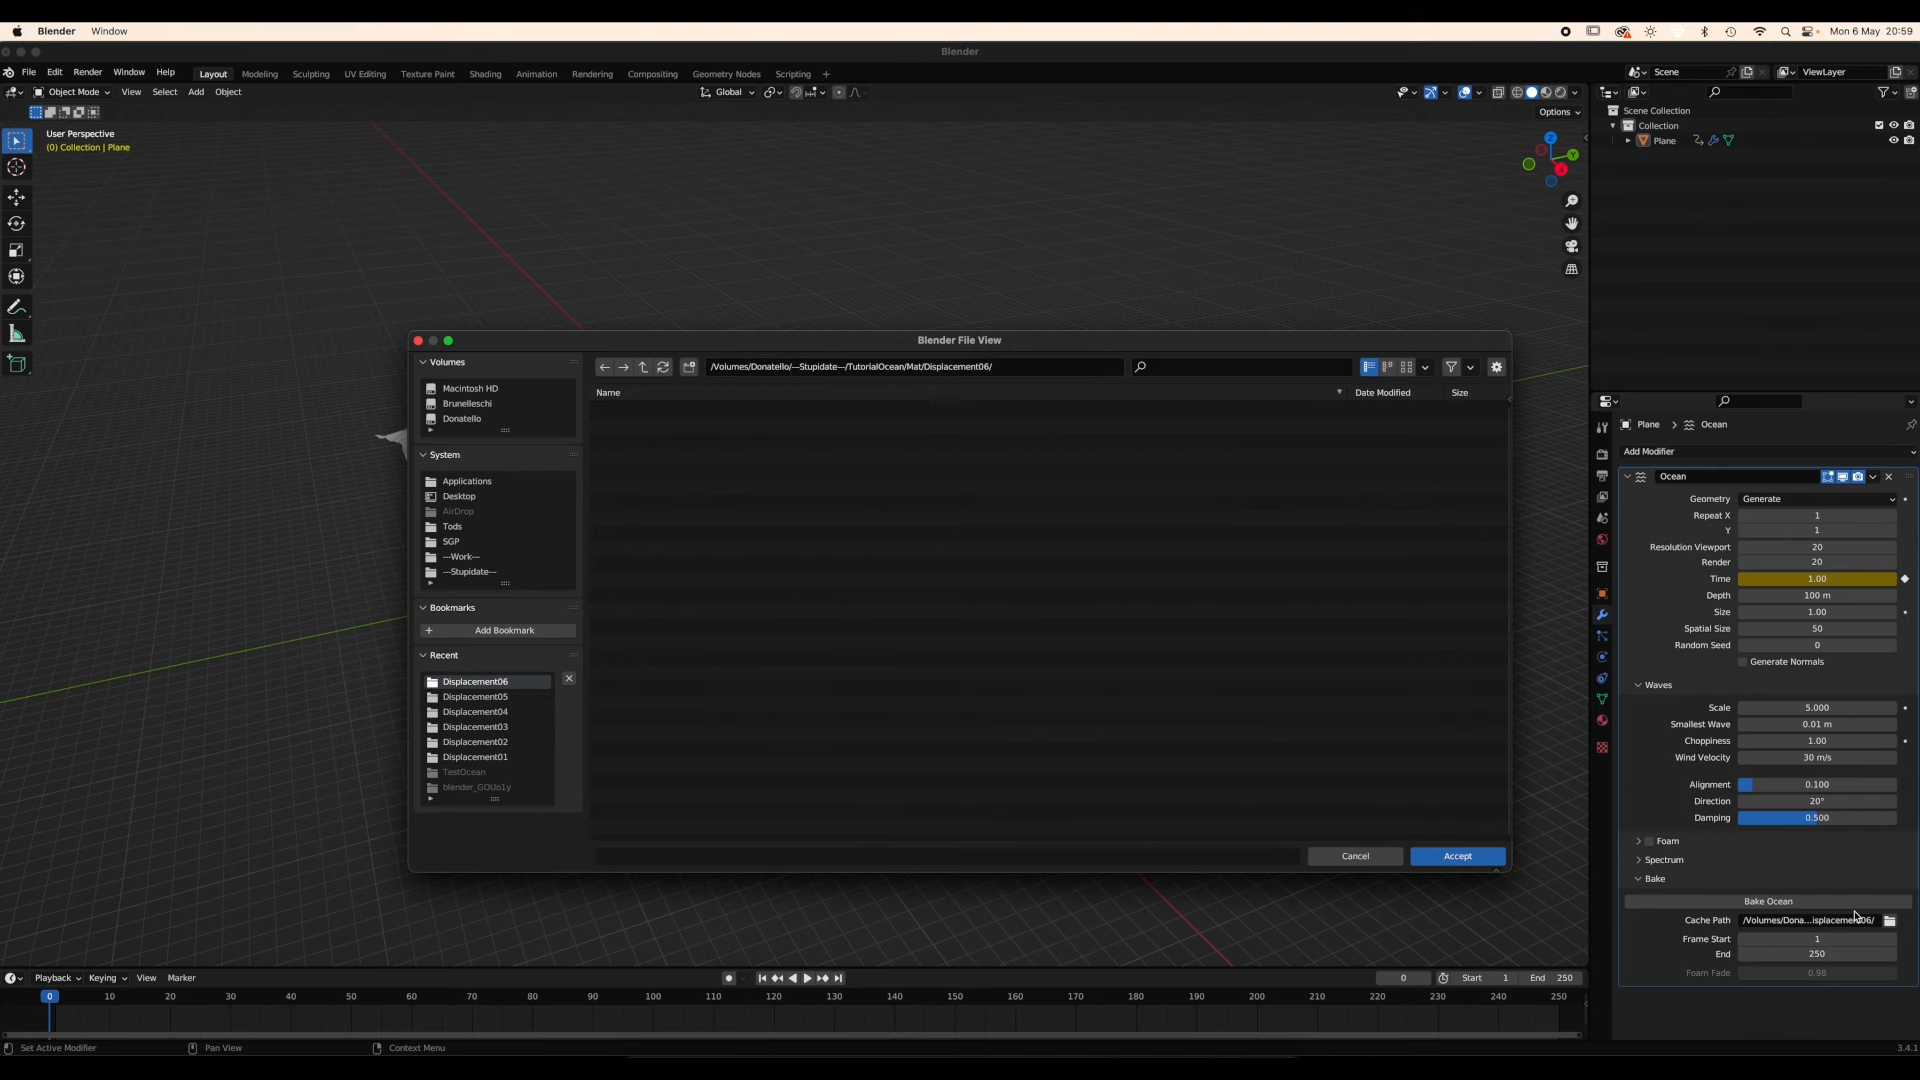 Blender Window Mon 6 May 20:59
Blender
File Edit Render Window Help Layout Modeling Sculpting UV Editing Texture Paint Shading Animation Rendering Compositing Geometry Nodes Scripting + Scene ViewLayer
Object Mode View Select Add Object Global
Options
User Perspective
(0) Collection | Plane
Z
Y
X
Scene Collection
Collection
Plane
Blender File View
Volumes
Macintosh HD
Brunelleschi
Donatello
System
Applications
Desktop
AirDrop
Tods
SGP
---Work---
---Stupidate---
Bookmarks
+ Add Bookmark
Recent
Displacement06
Displacement05
Displacement04
Displacement03
Displacement02
Displacement01
TestOcean
blender_GOUo1y
/Volumes/Donatello/---Stupidate---/TutorialOcean/Mat/Displacement06/
Name Date Modified Size
Cancel Accept
Plane > Ocean
Add Modifier
Ocean
Geometry Generate
Repeat X 1
Y 1
Resolution Viewport 20
Render 20
Time 1.00
Depth 100 m
Size 1.00
Spatial Size 50
Random Seed 0
Generate Normals
Waves
Scale 5.000
Smallest Wave 0.01 m
Choppiness 1.00
Wind Velocity 30 m/s
Alignment 0.100
Direction 20°
Damping 0.500
Foam
Spectrum
Bake
Bake Ocean
Cache Path /Volumes/Dona...isplacement06/
Frame Start 1
End 250
Foam Fade 0.98
Playback Keying View Marker 0 Start 1 End 250
0 10 20 30 40 50 60 70 80 90 100 110 120 130 140 150 160 170 180 190 200 210 220 230 240 250
Set Active Modifier Pan View Context Menu 3.4.1